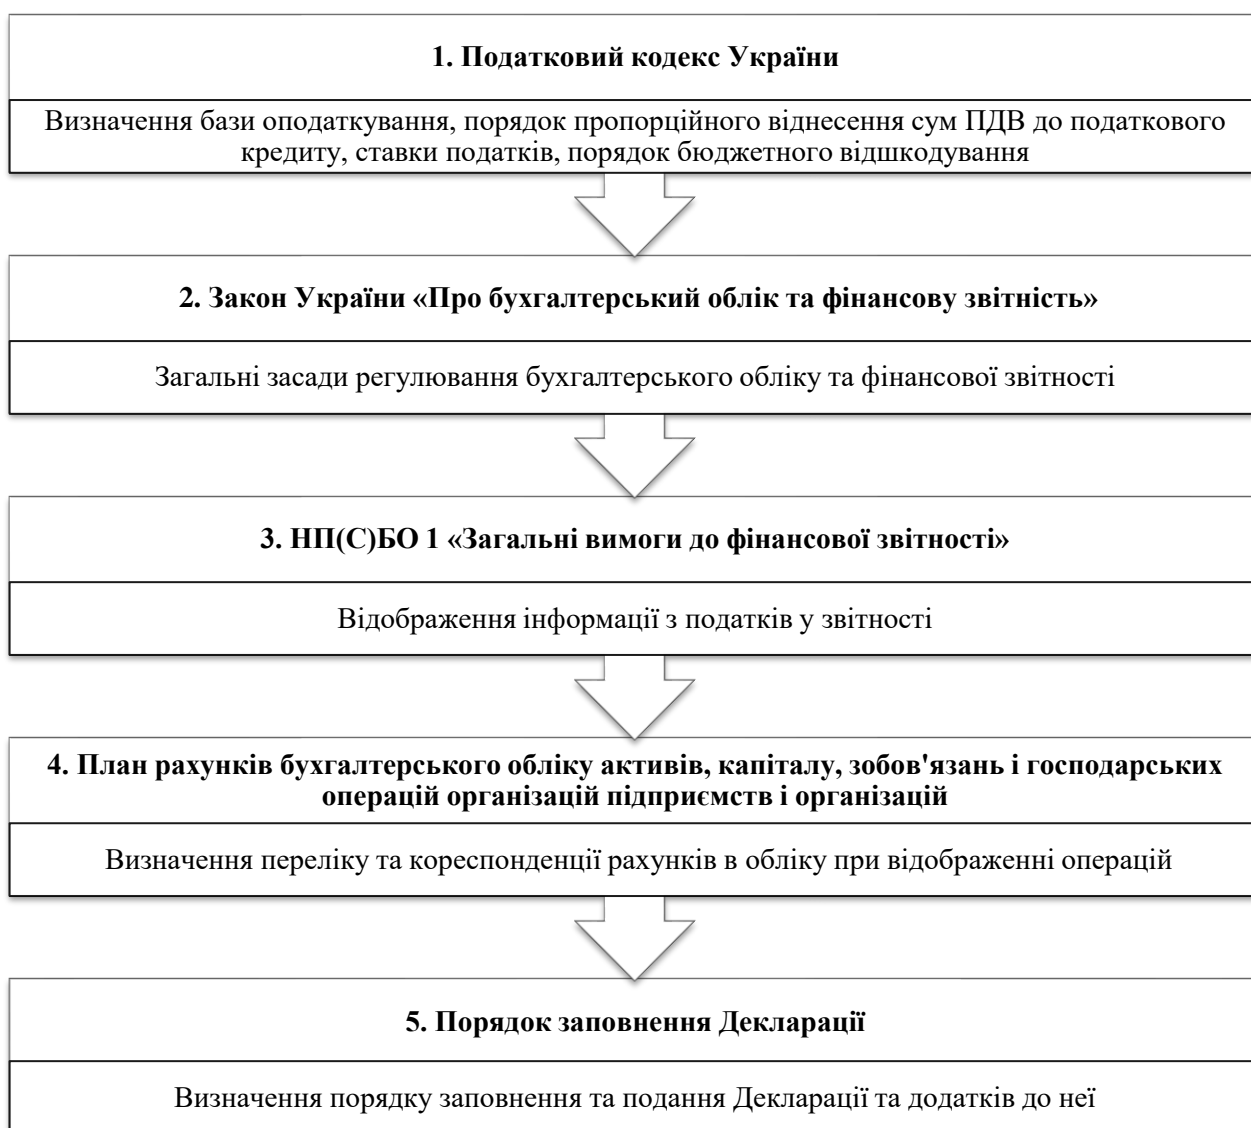 1. Податковий кодекс України
Визначення бази оподаткування, порядок пропорційного віднесення сум ПДВ до податкового
кредиту, ставки податків, порядок бюджетного відшкодування
2. Закон України «Про бухгалтерський облік та фінансову звітність»
Загальні засади регулювання бухгалтерського обліку та фінансової звітності
3. НП(С)БО 1 «Загальні вимоги до фінансової звітності»
Відображення інформації з податків у звітності
4. План рахунків бухгалтерського обліку активів, капіталу, зобов'язань і господарських
операцій організацій підприємств і організацій
Визначення переліку та кореспонденції рахунків в обліку при відображенні операцій
5. Порядок заповнення Декларації
Визначення порядку заповнення та подання Декларації та додатків до неї